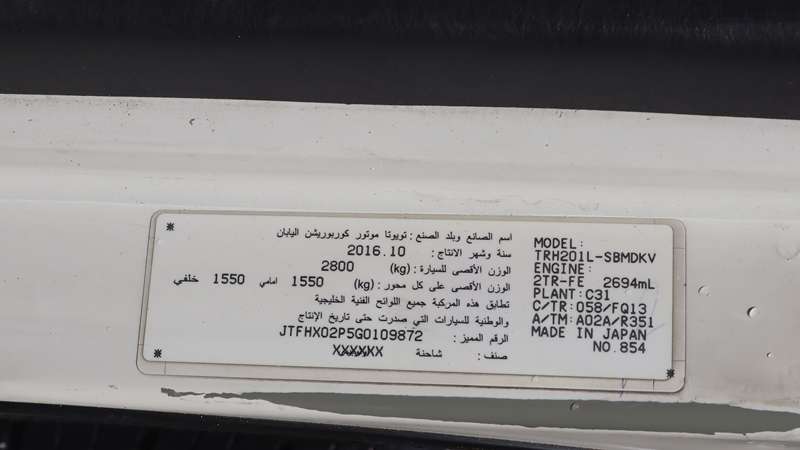 اسم الصانع وبلد الصنع : تويوتا موتور كوربوريشن اليابان
سنة وشهر الانتاج : 2016.10
الوزن الأقصى للسيارة : (kg) 2800
الوزن الأقصى على كل محور : (kg) 1550 امامي 1550 خلفي
تطابق هذه المركبة جميع اللوائح الفنية الخليجية
والوطنية للسيارات التي صدرت حتى تاريخ الإنتاج
الرقم المميز : JTFHX02P5G0109872
صنف : شاحنة XXXXXX
MODEL:
TRH201L-SBMDKV
ENGINE:
2TR-FE 2694mL
PLANT:C31
C/TR:058/FQ13
A/TM:A02A/R351
MADE IN JAPAN
NO.854